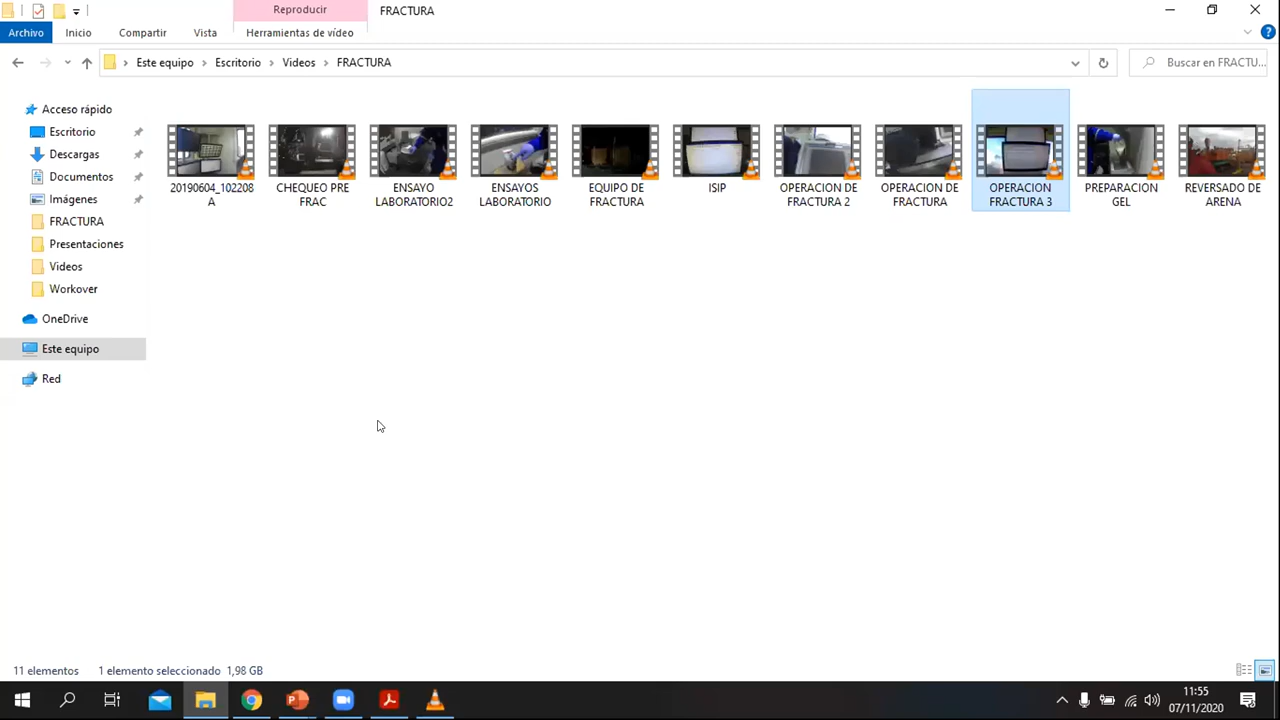 Reproducir
FRACTURA
Archivo
Inicio
Compartir
Vista
Herramientas de vídeo
Este equipo
Escritorio
Videos
FRACTURA
Buscar en FRACTU...
Acceso rápido
Escritorio
Descargas
Documentos
Imágenes
FRACTURA
Presentaciones
Videos
Workover
OneDrive
Este equipo
Red
20190604_102208
A
CHEQUEO PRE
FRAC
ENSAYO
LABORATORIO2
ENSAYOS
LABORATORIO
EQUIPO DE
FRACTURA
ISIP
OPERACION DE
FRACTURA 2
OPERACION DE
FRACTURA
OPERACION
FRACTURA 3
PREPARACION
GEL
REVERSADO DE
ARENA
11 elementos
1 elemento seleccionado 1,98 GB
11:55
07/11/2020